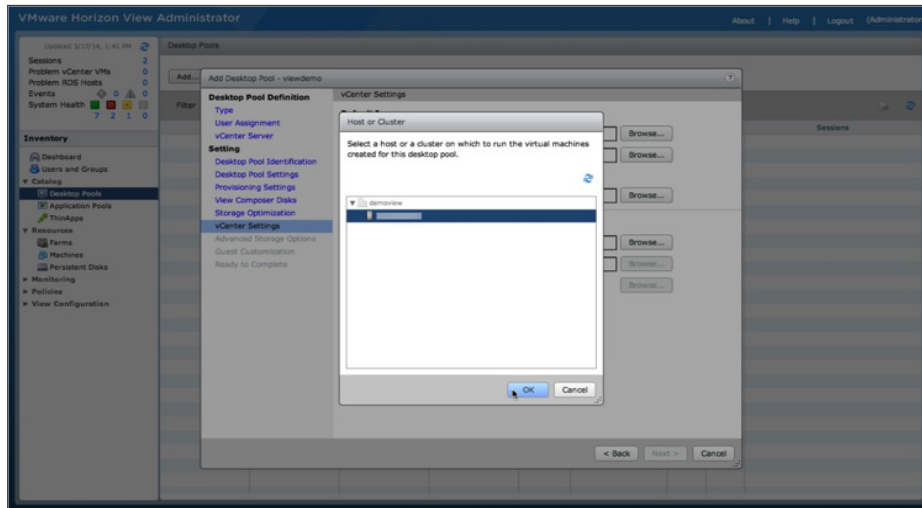 VMware Horizon View Administrator
About | Help | Logout (Administrator
Updated 3/17/14, 1:41 PM
Sessions 2
Problem vCenter VMs 0
Problem RDS Hosts 0
Events 0 0
System Health
7 2 1 0
Inventory
Dashboard
Users and Groups
Catalog
Desktop Pools
Application Pools
ThinApps
Resources
Farms
Machines
Persistent Disks
Monitoring
Policies
View Configuration
Desktop Pools
Add...
Filter
Sessions
Add Desktop Pool - viewdemo
?
Desktop Pool Definition
Type
User Assignment
vCenter Server
Setting
Desktop Pool Identification
Desktop Pool Settings
Provisioning Settings
View Composer Disks
Storage Optimization
vCenter Settings
Advanced Storage Options
Guest Customization
Ready to Complete
vCenter Settings
Browse...
Browse...
Browse...
Browse...
Browse...
Browse...
Host or Cluster
Select a host or a cluster on which to run the virtual machines
created for this desktop pool.
demoview
OK Cancel
< Back Next > Cancel